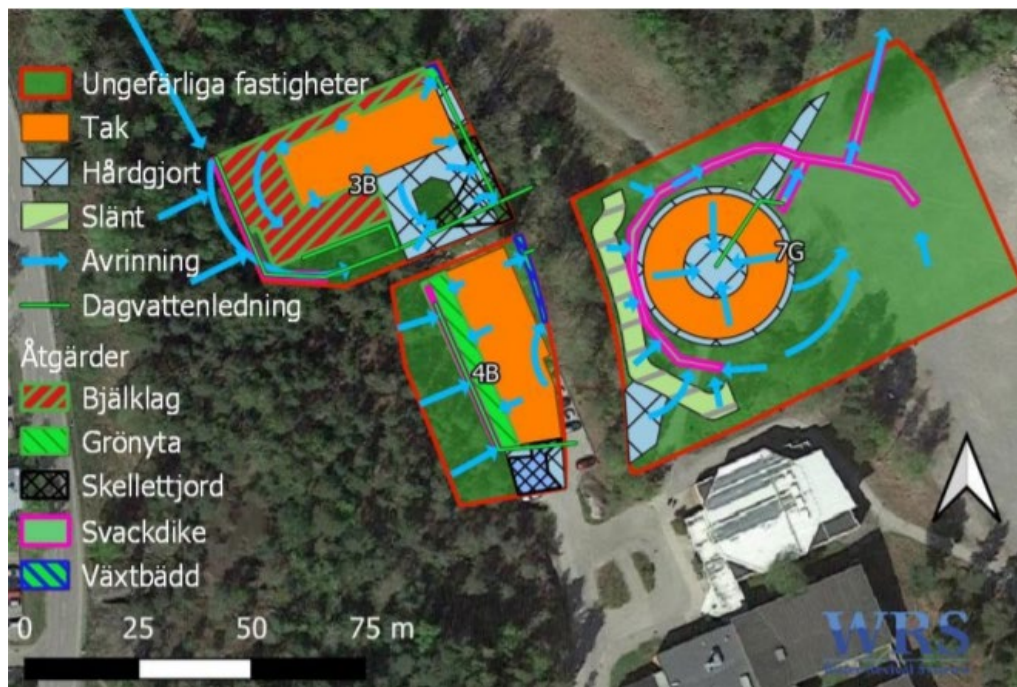 Ungefärliga fastigheter
Tak
Hårdgjort
Slänt
Avrinning
Dagvattenledning
Åtgärder
Bjälklag
Grönyta
Skellettjord
Svackdike
Växtbädd
0 25 50 75 m
3B
4B
7G
WRS